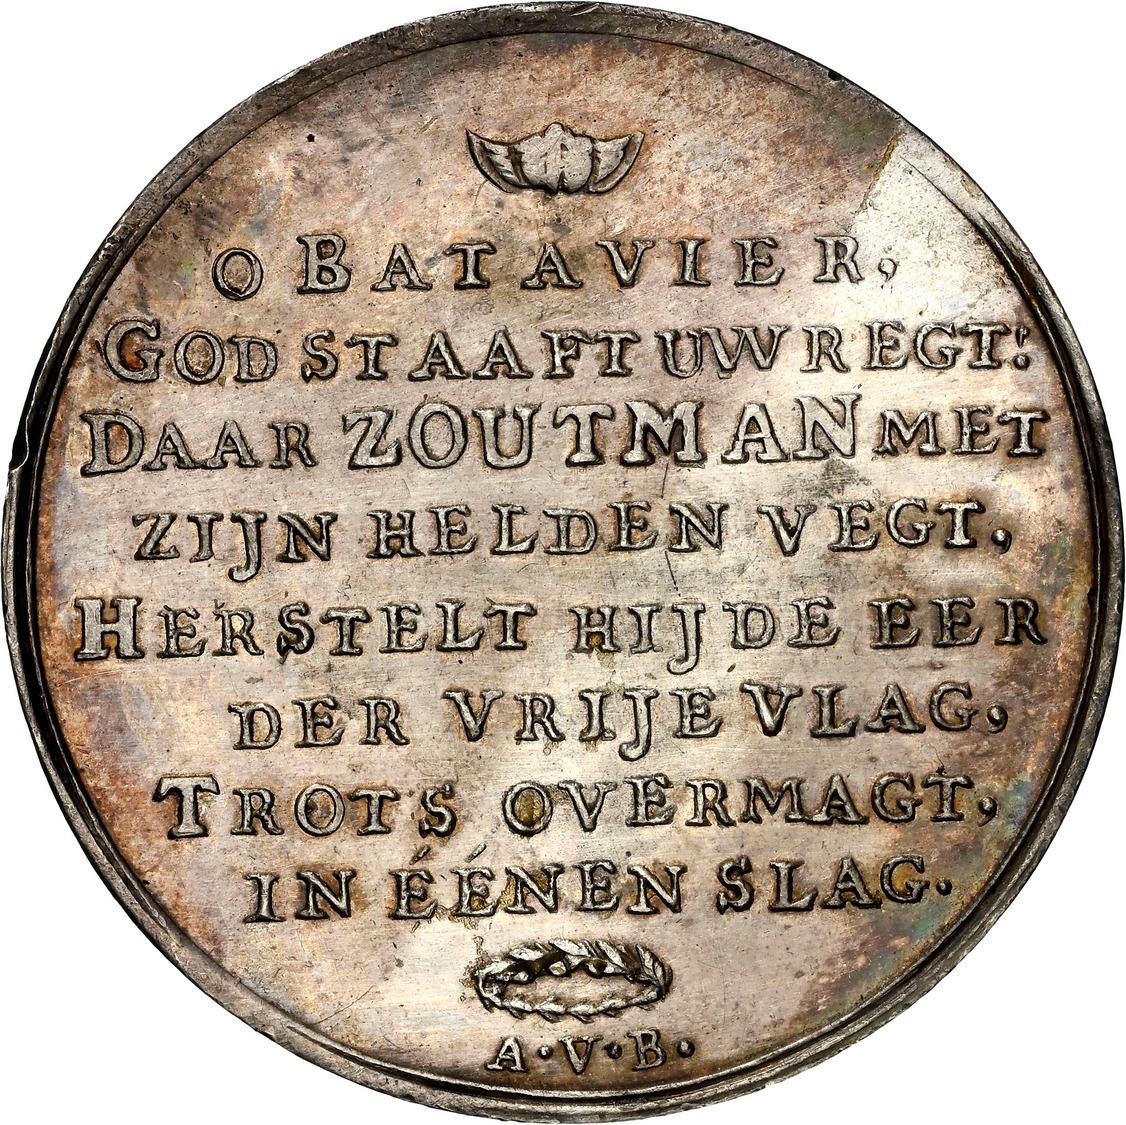 O BATAVIER,
GOD STAAFT UW REGT:
DAAR ZOUTMAN MET
ZIJN HELDEN VEGT,
HERSTELT HIJ DE EER
DER VRIJE VLAG,
TROTS OVERMAGT,
IN ÉÉNEN SLAG.
A·V·B·